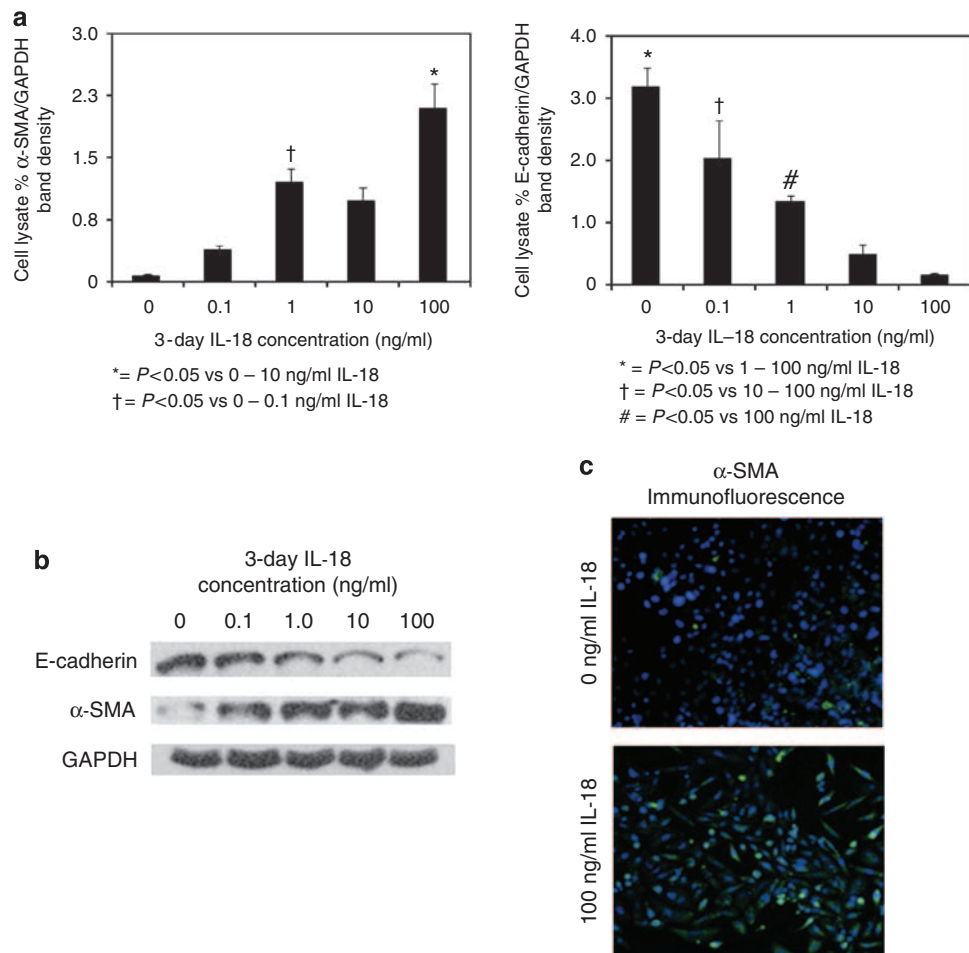 a
Cell lysate % α-SMA/GAPDH
band density
3.0
2.3
1.5
0.8
0
*
†
0 0.1 1 10 100
3-day IL-18 concentration (ng/ml)
*= P<0.05 vs 0 – 10 ng/ml IL-18
†= P<0.05 vs 0 – 0.1 ng/ml IL-18
Cell lysate % E-cadherin/GAPDH
band density
4.0
3.0
2.0
1.0
0
*
†
#
0 0.1 1 10 100
3-day IL–18 concentration (ng/ml)
* = P<0.05 vs 1 – 100 ng/ml IL-18
† = P<0.05 vs 10 – 100 ng/ml IL-18
# = P<0.05 vs 100 ng/ml IL-18
b
3-day IL-18
concentration (ng/ml)
0 0.1 1.0 10 100
E-cadherin
α-SMA
GAPDH
c
α-SMA
Immunofluorescence
0 ng/ml IL-18
100 ng/ml IL-18